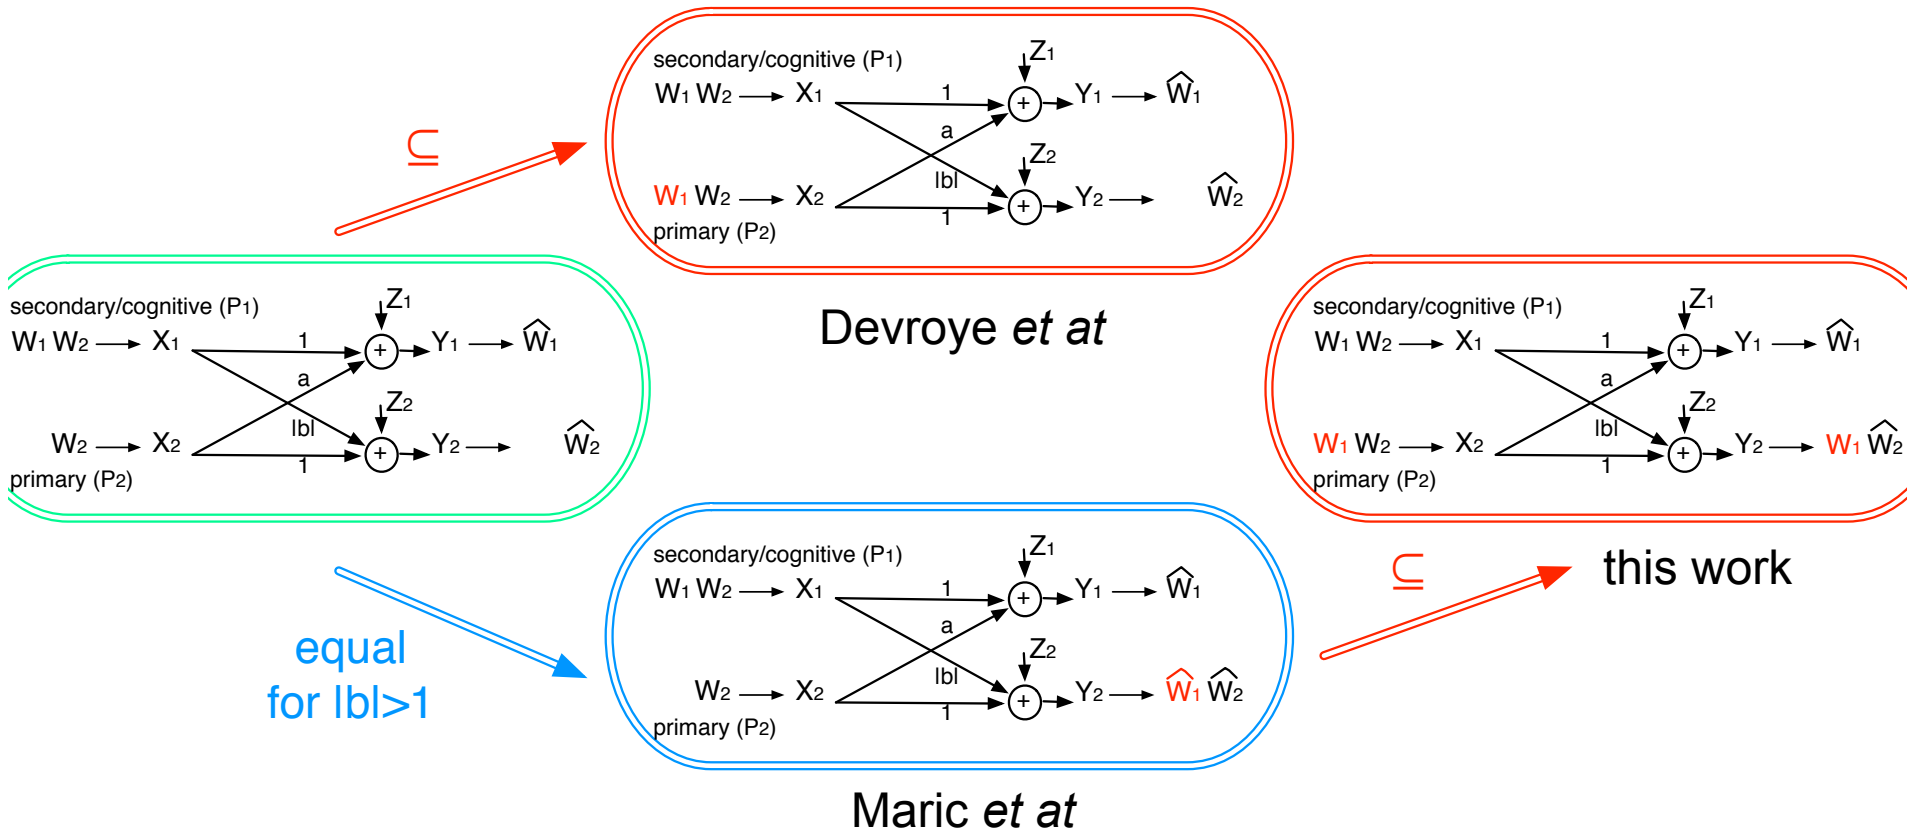 secondary/cognitive (P1)
W1 W2 X1 1 Z1 + Y1 Ŵ1
a
Z2
|b|
W1 W2 X2 1 + Y2 Ŵ2
primary (P2)
Devroye et at
⊆
secondary/cognitive (P1)
W1 W2 X1 1 Z1 + Y1 Ŵ1
a
Z2
|b|
W2 X2 1 + Y2 Ŵ2
primary (P2)
equal
for |b|>1
secondary/cognitive (P1)
W1 W2 X1 1 Z1 + Y1 Ŵ1
a
Z2
|b|
W2 X2 1 + Y2 Ŵ1 Ŵ2
primary (P2)
Maric et at
⊆
secondary/cognitive (P1)
W1 W2 X1 1 Z1 + Y1 Ŵ1
a
Z2
|b|
W1 W2 X2 1 + Y2 W1 Ŵ2
primary (P2)
this work